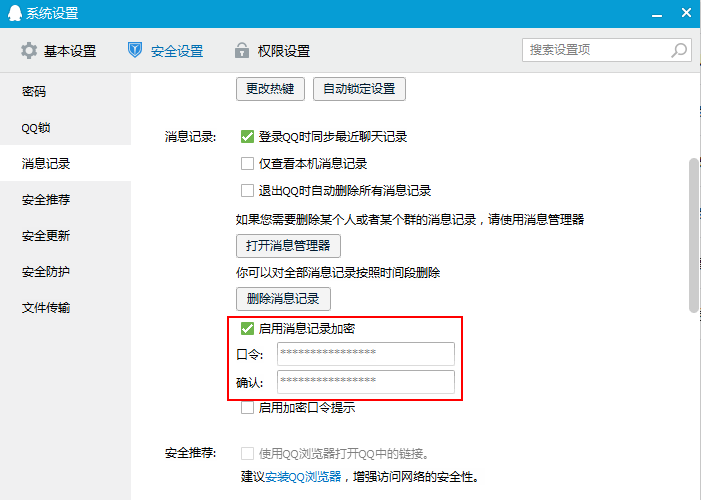 系统设置
基本设置 安全设置 权限设置 搜索设置项
密码
QQ锁
消息记录
安全推荐
安全更新
安全防护
文件传输
更改热键 自动锁定设置
消息记录: 登录QQ时同步最近聊天记录
仅查看本机消息记录
退出QQ时自动删除所有消息记录
如果您需要删除某个人或者某个群的消息记录，请使用消息管理器
打开消息管理器
你可以对全部消息记录按照时间段删除
删除消息记录
启用消息记录加密
口令: ****************
确认: ****************
启用加密口令提示
安全推荐: 使用QQ浏览器打开QQ中的链接。
建议安装QQ浏览器，增强访问网络的安全性。